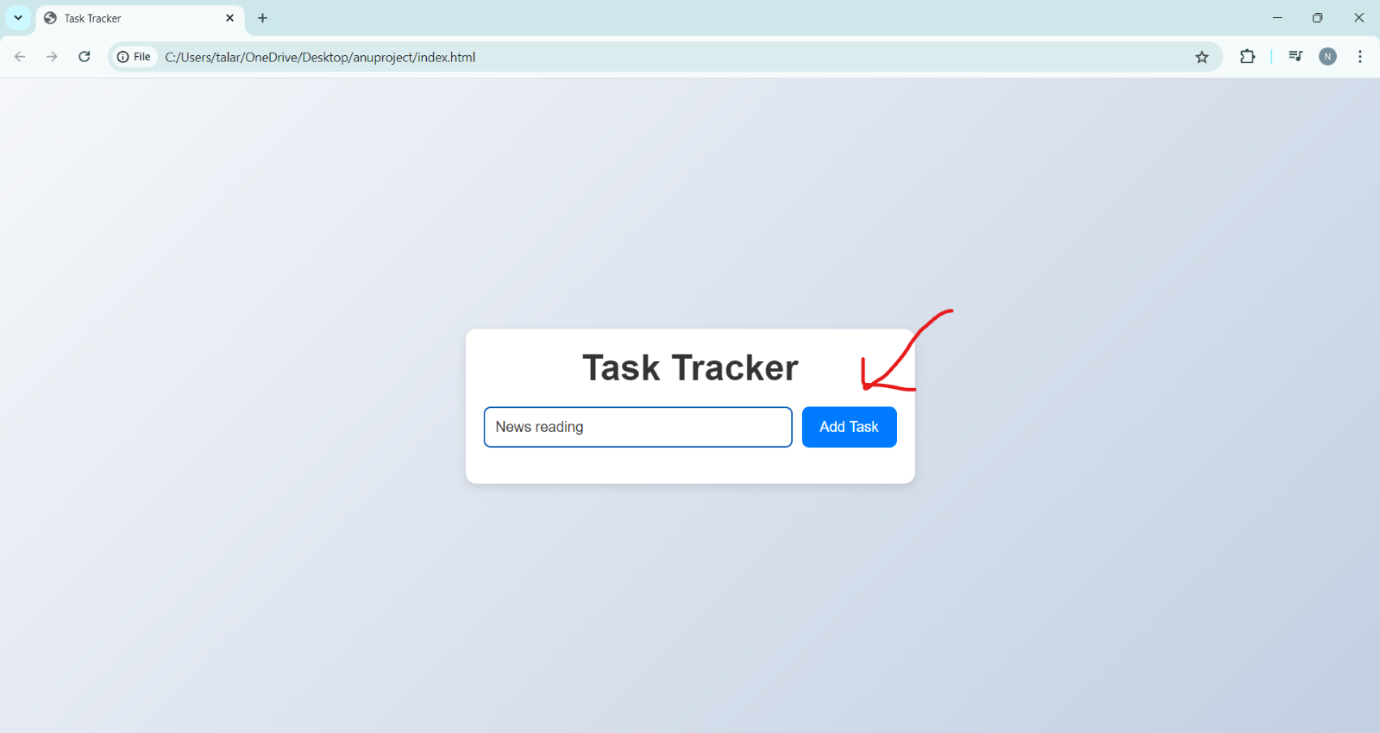 Task Tracker
File C:/Users/talar/OneDrive/Desktop/anuproject/index.html
N
Task Tracker
News reading
Add Task